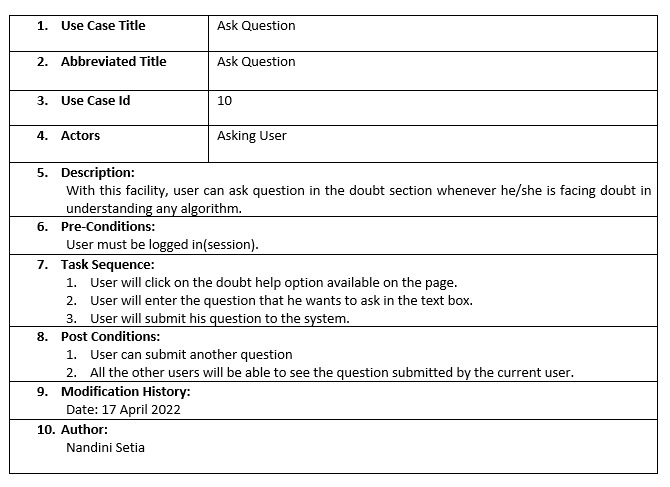 1. Use Case Title Ask Question
2. Abbreviated Title Ask Question
3. Use Case Id 10
4. Actors Asking User
5. Description:
With this facility, user can ask question in the doubt section whenever he/she is facing doubt in
understanding any algorithm.
6. Pre-Conditions:
User must be logged in(session).
7. Task Sequence:
1. User will click on the doubt help option available on the page.
2. User will enter the question that he wants to ask in the text box.
3. User will submit his question to the system.
8. Post Conditions:
1. User can submit another question
2. All the other users will be able to see the question submitted by the current user.
9. Modification History:
Date: 17 April 2022
10. Author:
Nandini Setia